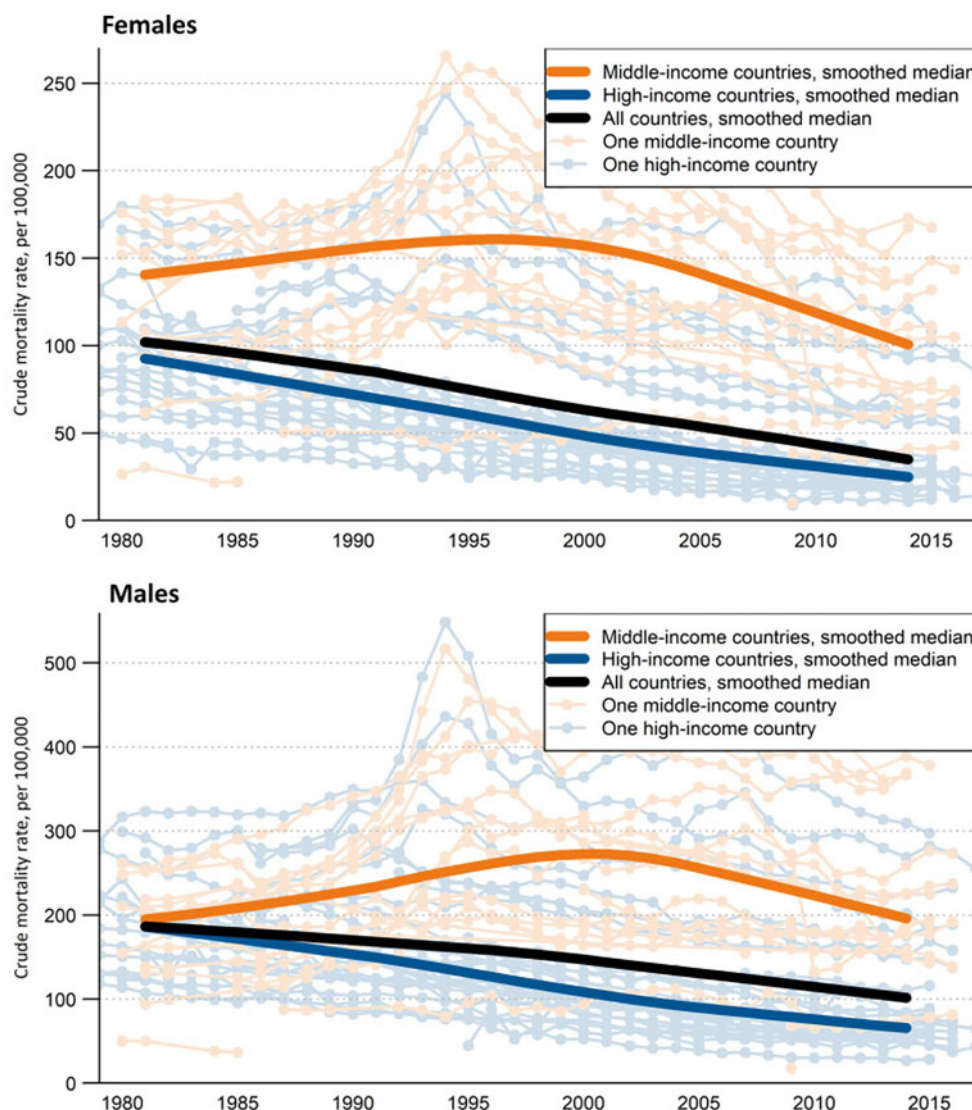 Females
Middle-income countries, smoothed median
High-income countries, smoothed median
All countries, smoothed median
One middle-income country
One high-income country
Crude mortality rate, per 100,000
250
200
150
100
50
0
1980 1985 1990 1995 2000 2005 2010 2015
Males
Middle-income countries, smoothed median
High-income countries, smoothed median
All countries, smoothed median
One middle-income country
One high-income country
Crude mortality rate, per 100,000
500
400
300
200
100
0
1980 1985 1990 1995 2000 2005 2010 2015